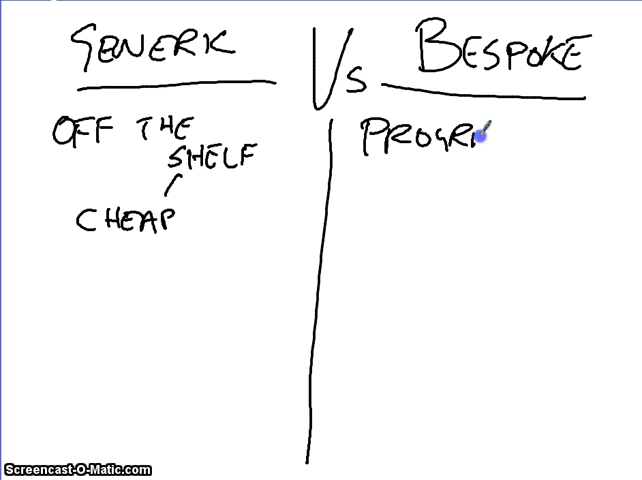 GENERIC Vs BESPOKE
OFF THE
SHELF
CHEAP
PROGR
Screencast-O-Matic.com